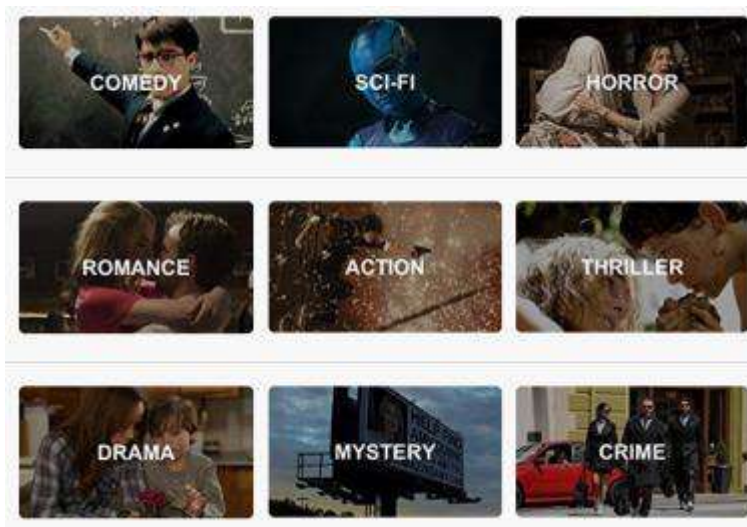 COMEDY
SCI-FI
HORROR
ROMANCE
ACTION
THRILLER
DRAMA
MYSTERY
CRIME